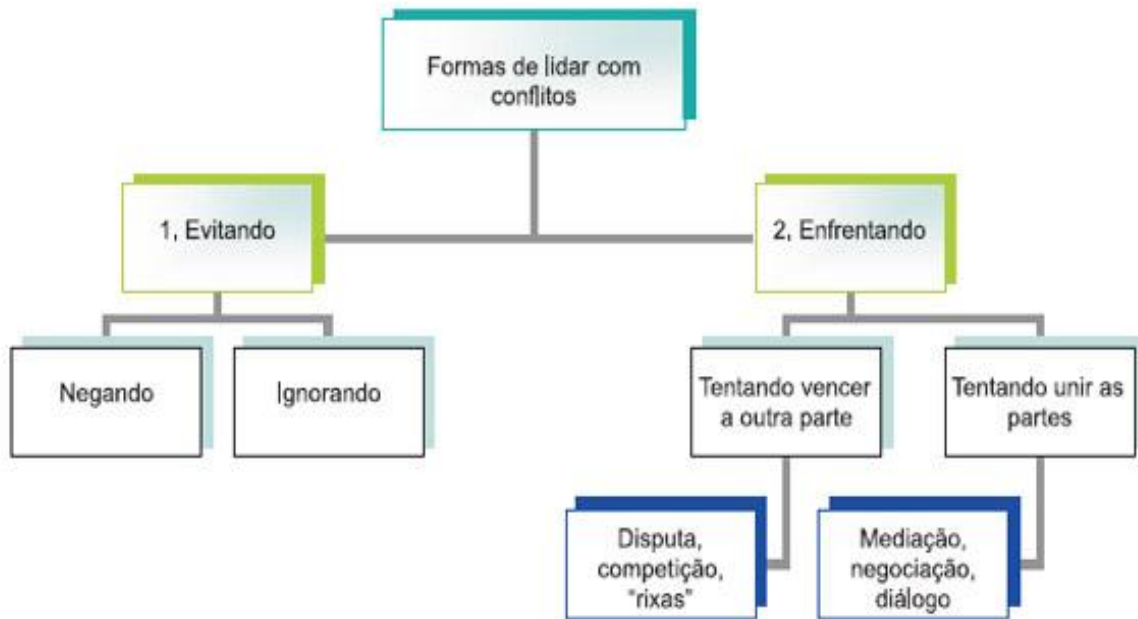 Formas de lidar com
conflitos
1, Evitando
2, Enfrentando
Negando
Ignorando
Tentando vencer
a outra parte
Tentando unir as
partes
Disputa,
competição,
"rixas"
Mediação,
negociação,
diálogo